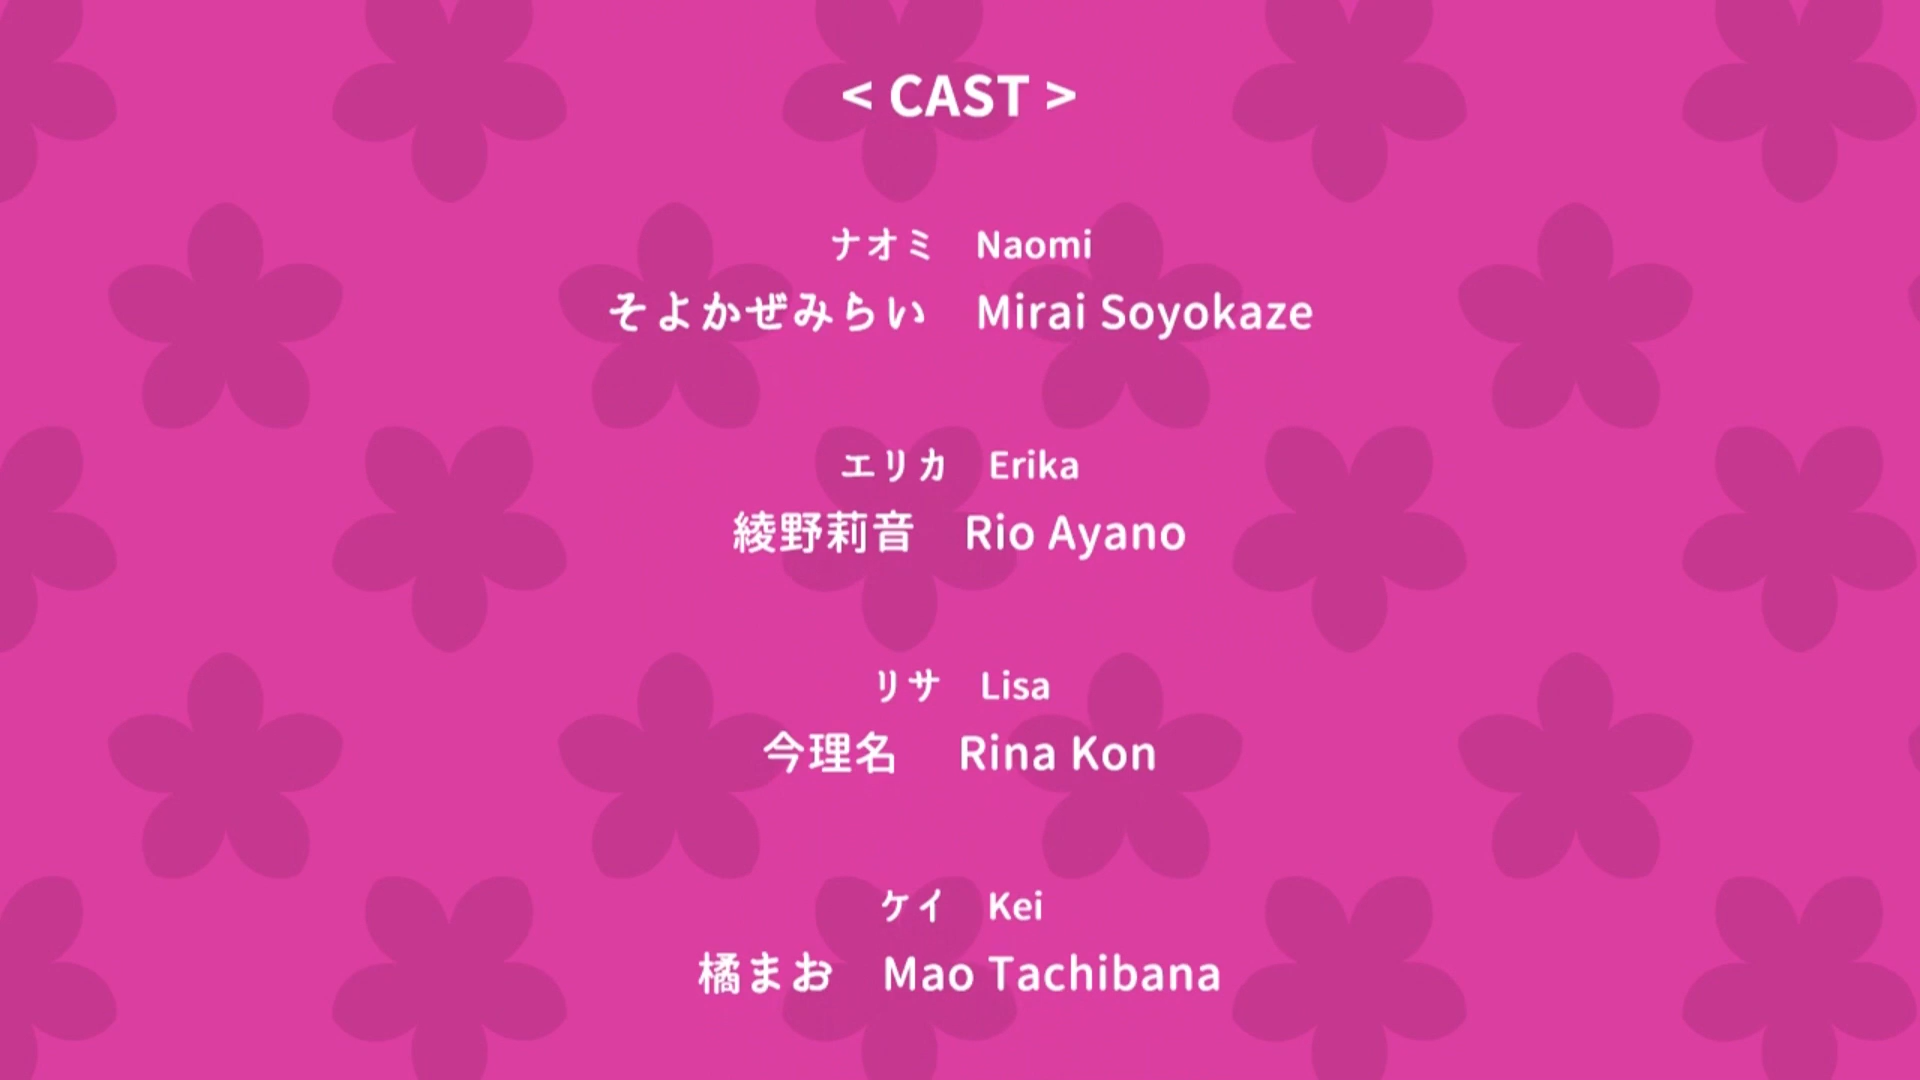 < CAST >
ナオミ　Naomi
そよかぜみらい　Mirai Soyokaze
エリカ　Erika
綾野莉音　Rio Ayano
リサ　Lisa
今理名　Rina Kon
ケイ　Kei
橘まお　Mao Tachibana